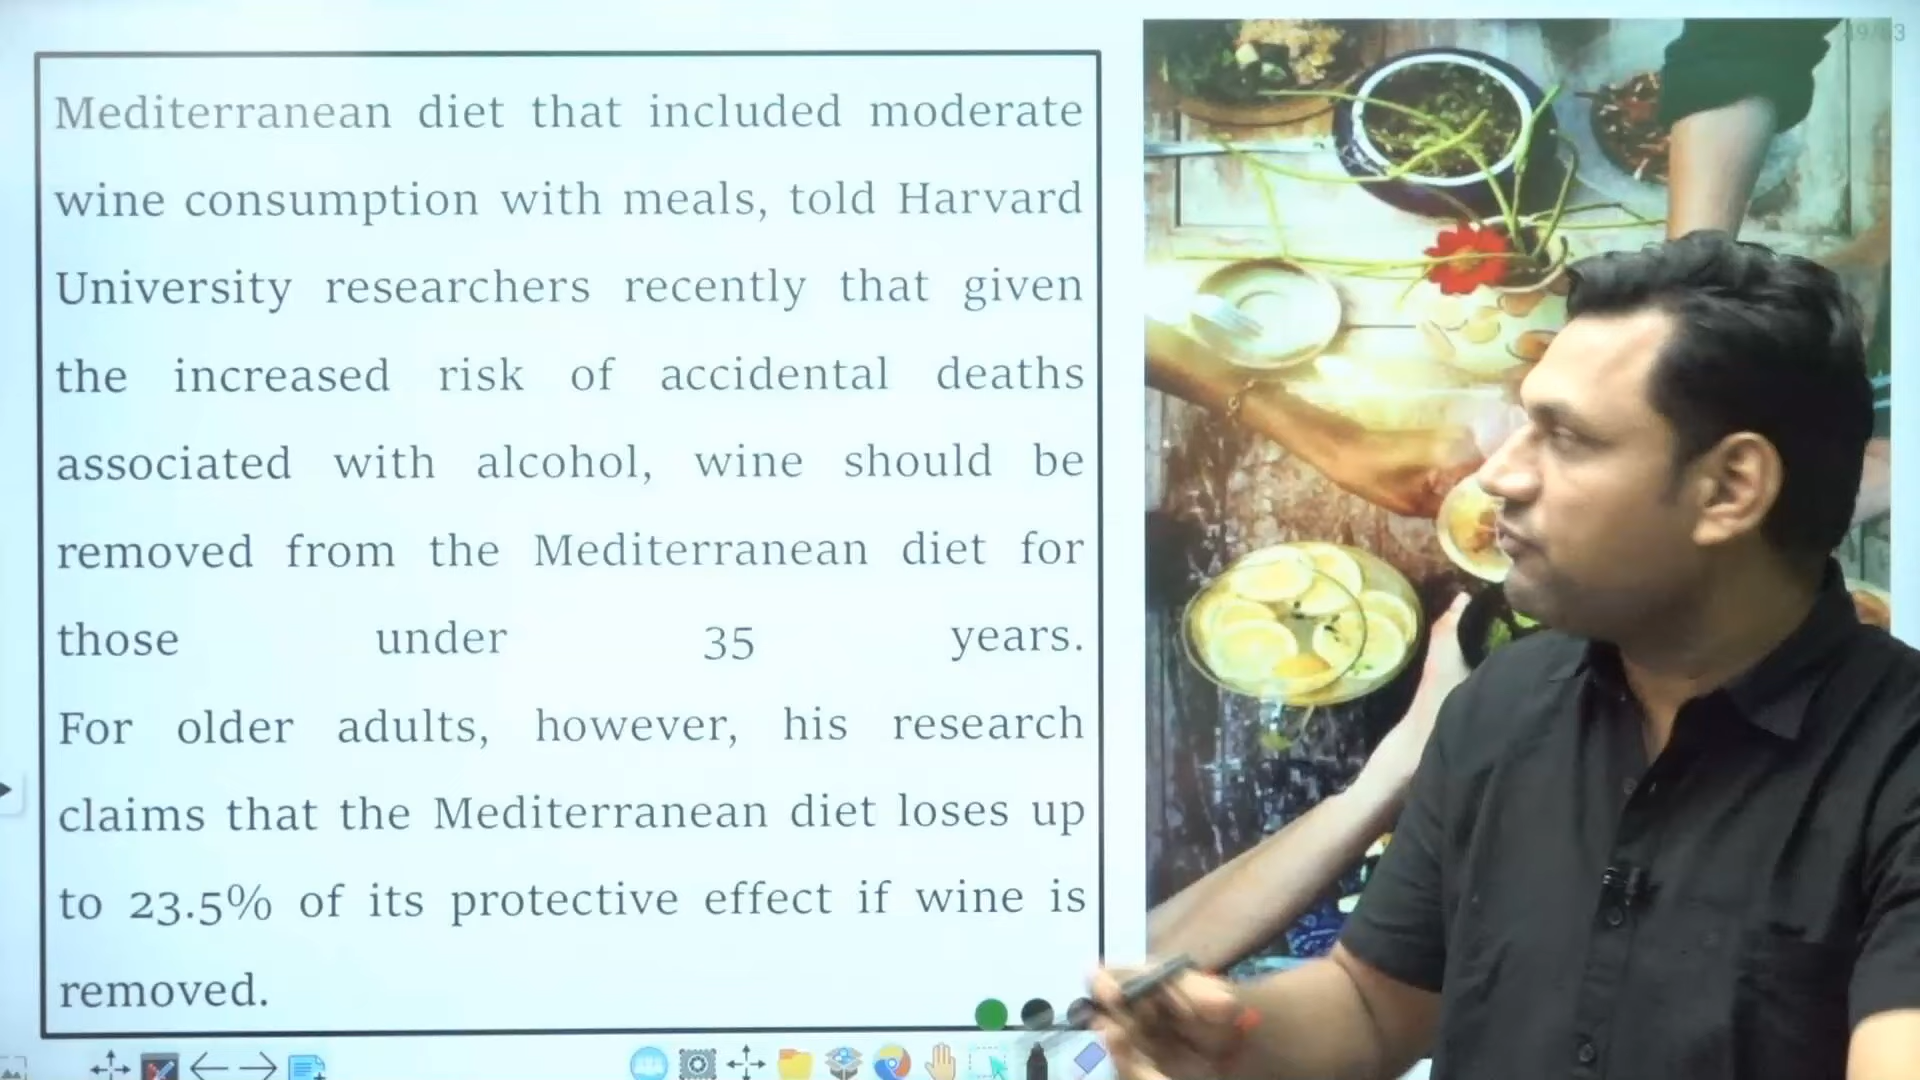 Mediterranean diet that included moderate
wine consumption with meals, told Harvard
University researchers recently that given
the increased risk of accidental deaths
associated with alcohol, wine should be
removed from the Mediterranean diet for
those under 35 years.
For older adults, however, his research
claims that the Mediterranean diet loses up
to 23.5% of its protective effect if wine is
removed.